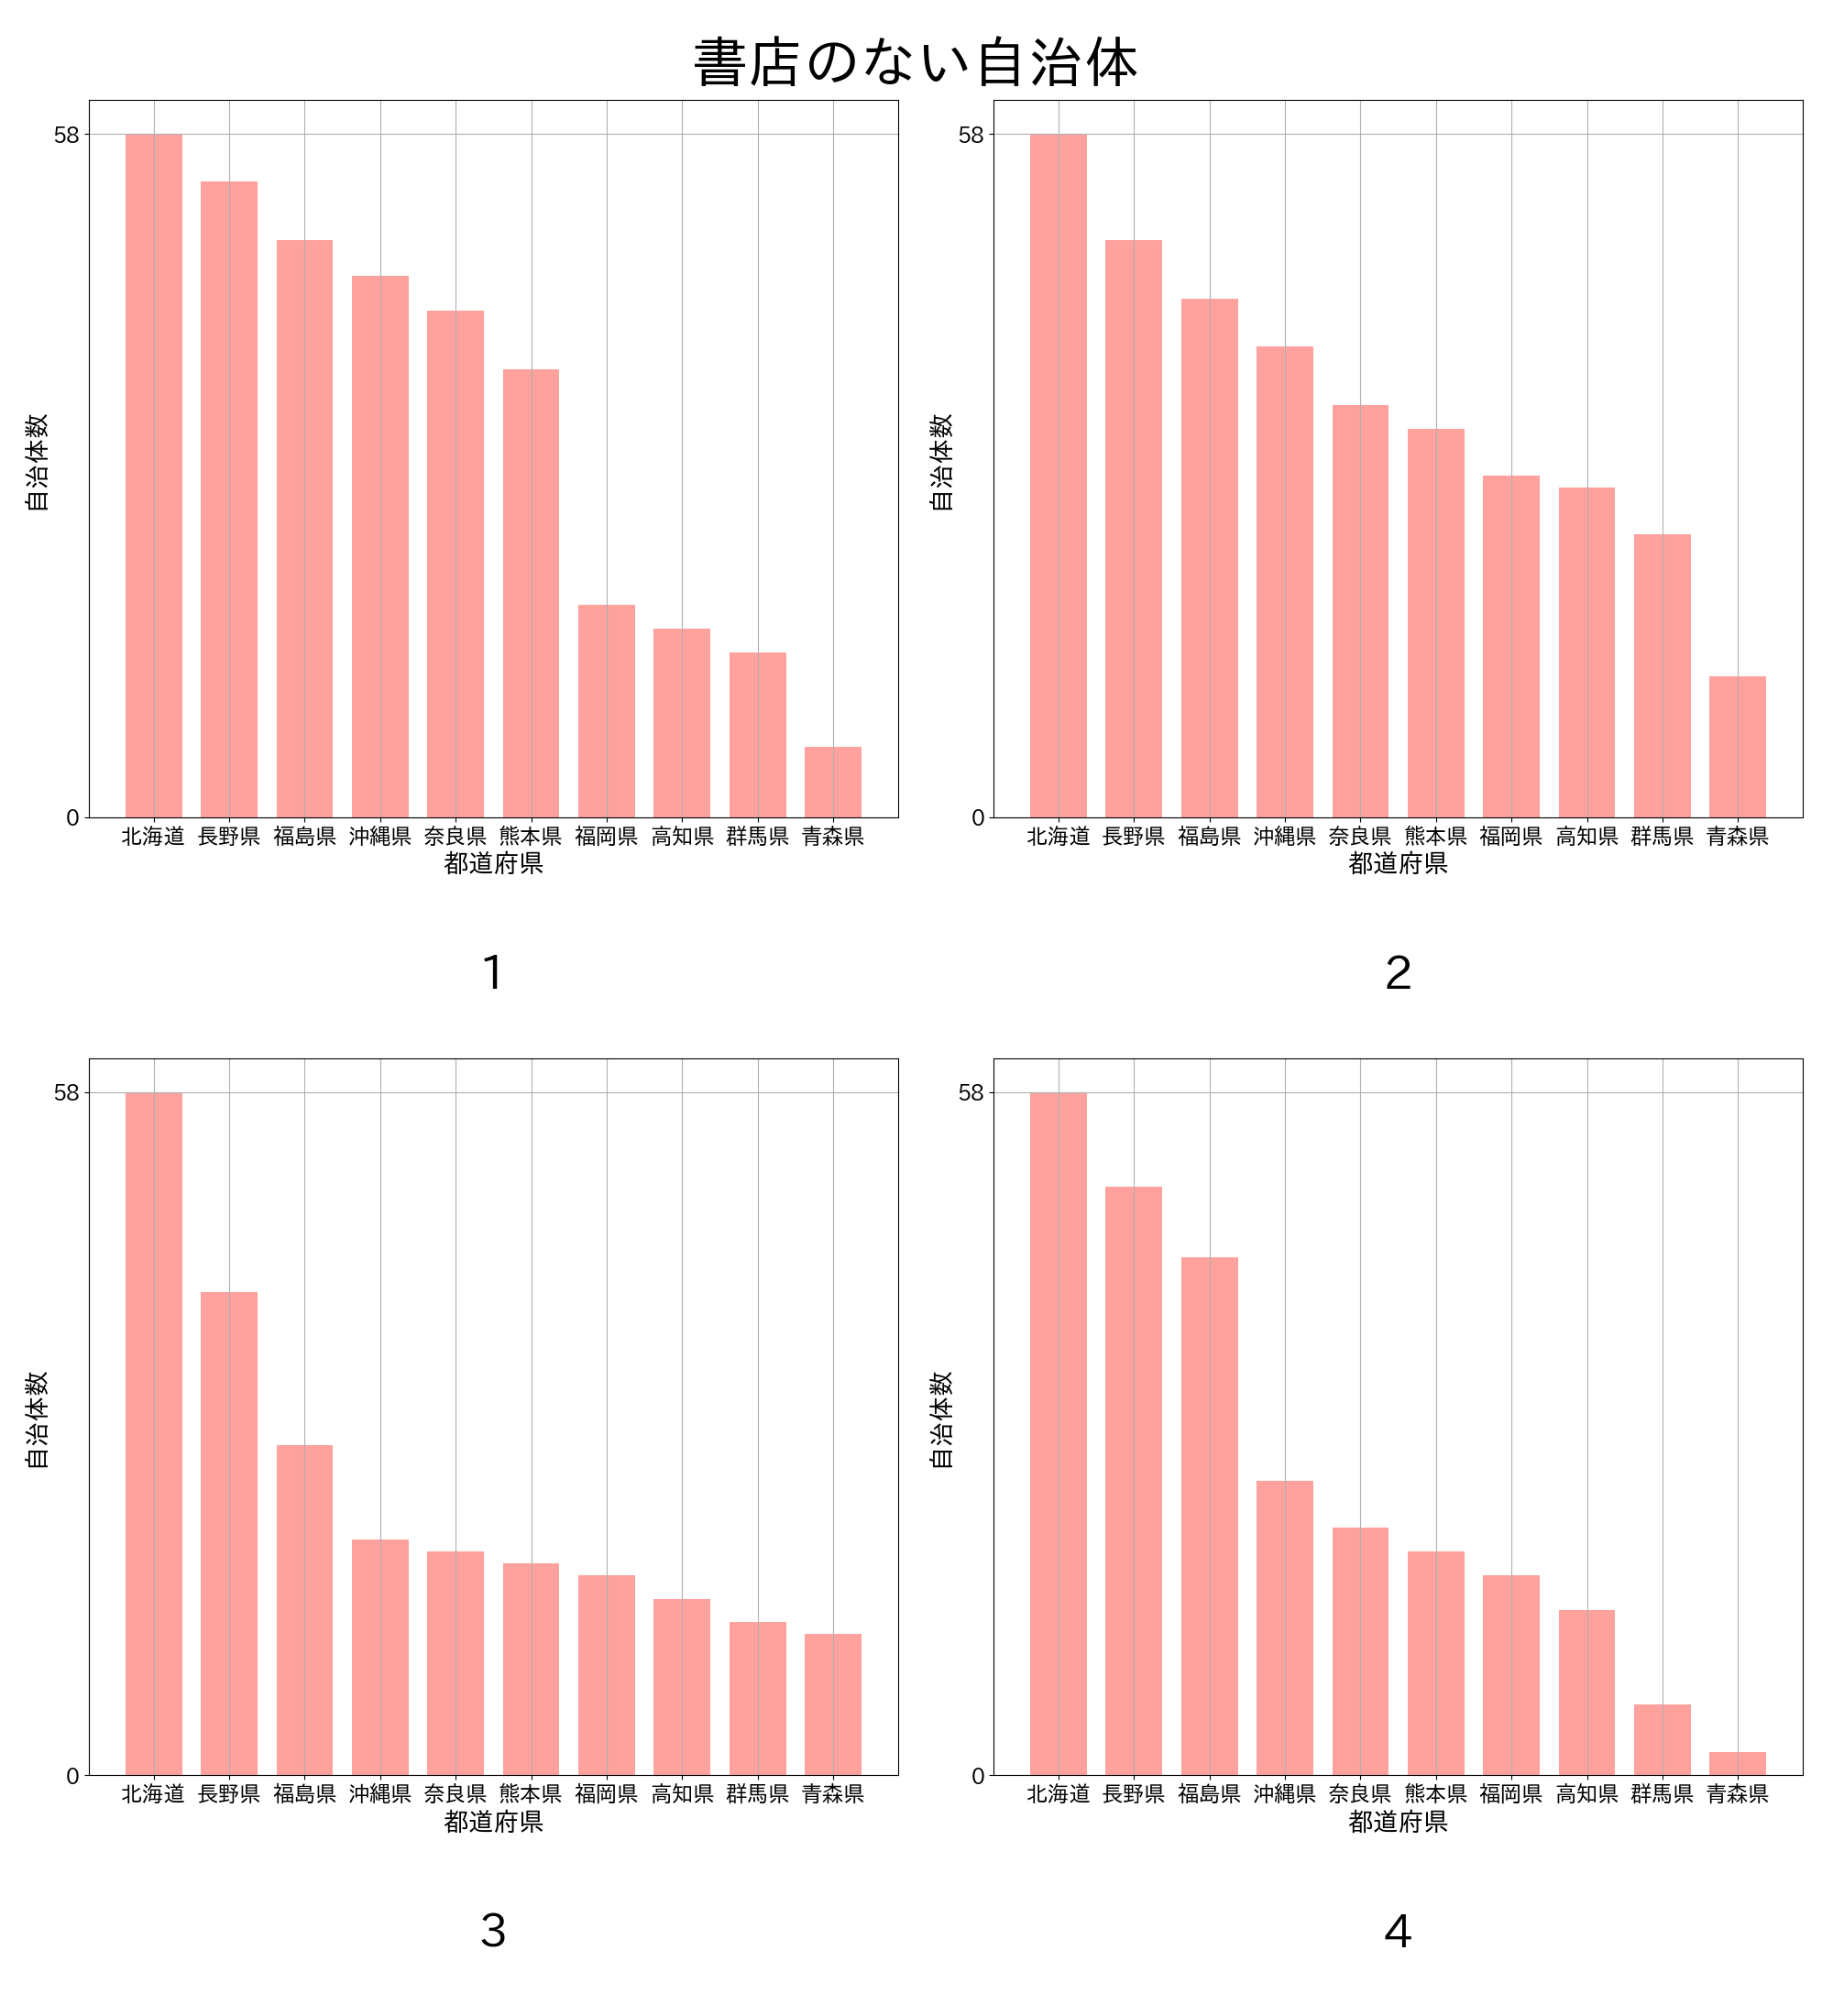 書店のない自治体
58
0
自治体数
北海道 長野県 福島県 沖縄県 奈良県 熊本県 福岡県 高知県 群馬県 青森県
都道府県
1
58
0
自治体数
北海道 長野県 福島県 沖縄県 奈良県 熊本県 福岡県 高知県 群馬県 青森県
都道府県
2
58
0
自治体数
北海道 長野県 福島県 沖縄県 奈良県 熊本県 福岡県 高知県 群馬県 青森県
都道府県
3
58
0
自治体数
北海道 長野県 福島県 沖縄県 奈良県 熊本県 福岡県 高知県 群馬県 青森県
都道府県
4